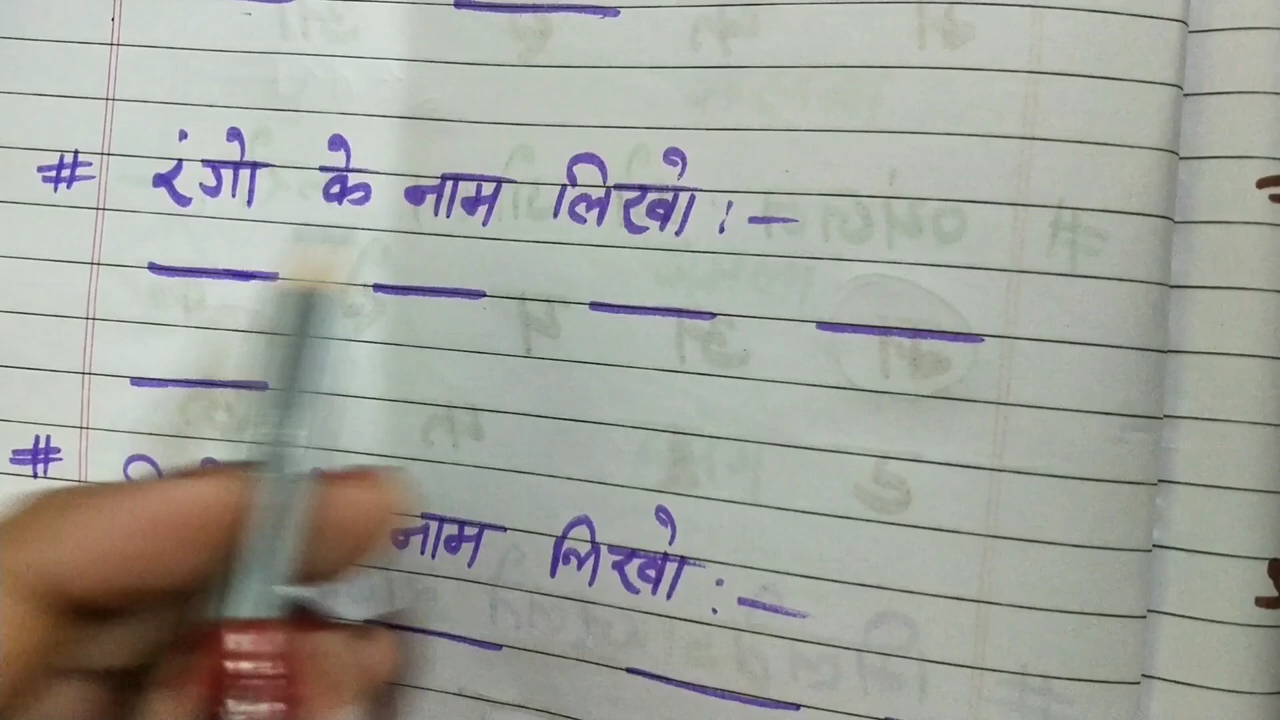 # रंगो के नाम लिखो :-
# नाम लिखो :-